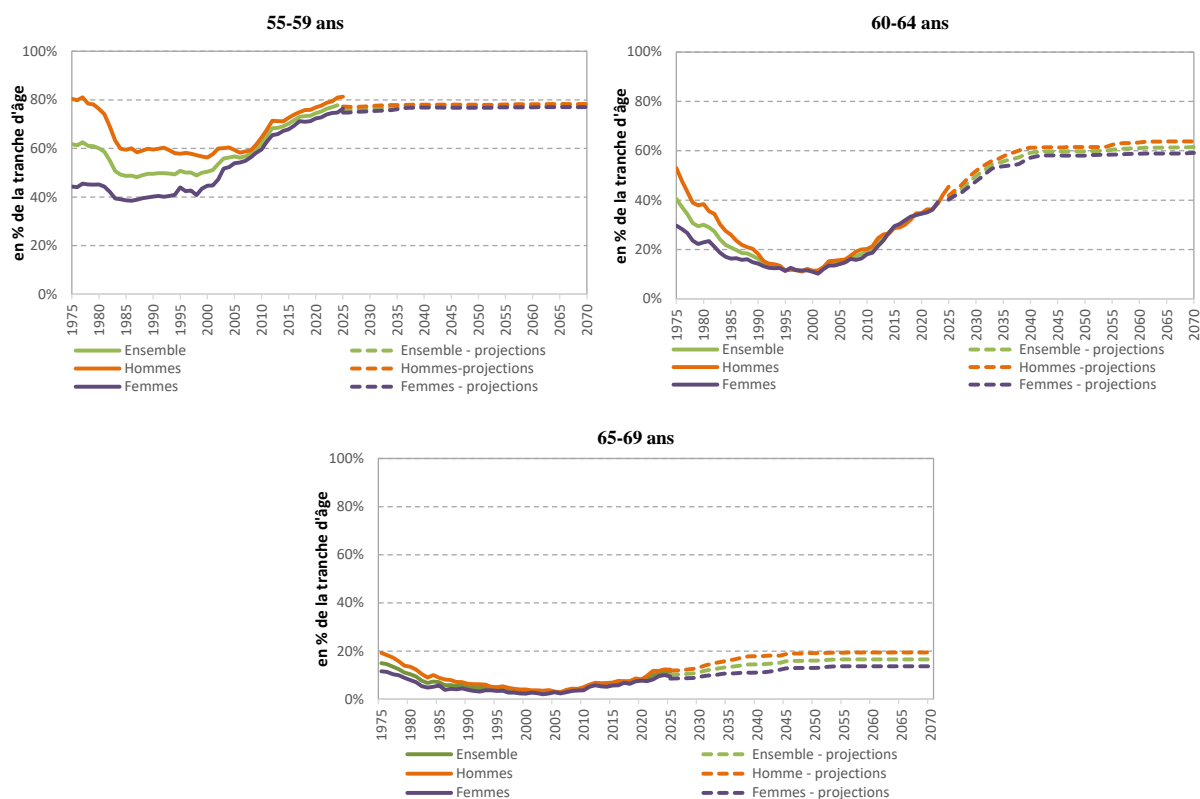 55-59 ans
en % de la tranche d'âge
100%
80%
60%
40%
20%
0%
1975 1980 1985 1990 1995 2000 2005 2010 2015 2020 2025 2030 2035 2040 2045 2050 2055 2060 2065 2070
Ensemble
Ensemble - projections
Hommes
Hommes-projections
Femmes
Femmes - projections
60-64 ans
en % de la tranche d'âge
100%
80%
60%
40%
20%
0%
1975 1980 1985 1990 1995 2000 2005 2010 2015 2020 2025 2030 2035 2040 2045 2050 2055 2060 2065 2070
Ensemble
Ensemble - projections
Hommes
Hommes -projections
Femmes
Femmes - projections
65-69 ans
en % de la tranche d'âge
100%
80%
60%
40%
20%
0%
1975 1980 1985 1990 1995 2000 2005 2010 2015 2020 2025 2030 2035 2040 2045 2050 2055 2060 2065 2070
Ensemble
Ensemble - projections
Hommes
Homme - projections
Femmes
Femmes - projections